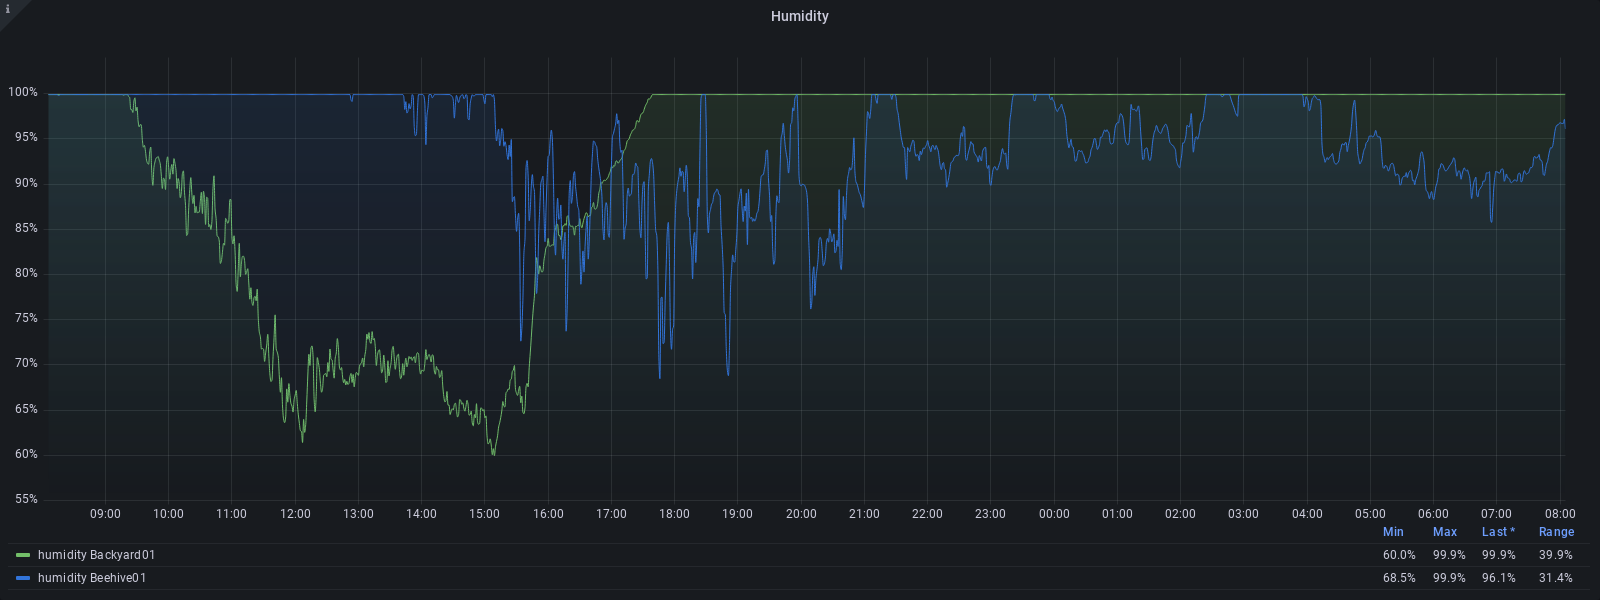 i
Humidity
100%
95%
90%
85%
80%
75%
70%
65%
60%
55%
09:00 10:00 11:00 12:00 13:00 14:00 15:00 16:00 17:00 18:00 19:00 20:00 21:00 22:00 23:00 00:00 01:00 02:00 03:00 04:00 05:00 06:00 07:00 08:00
Min Max Last * Range
humidity Backyard01 60.0% 99.9% 99.9% 39.9%
humidity Beehive01 68.5% 99.9% 96.1% 31.4%